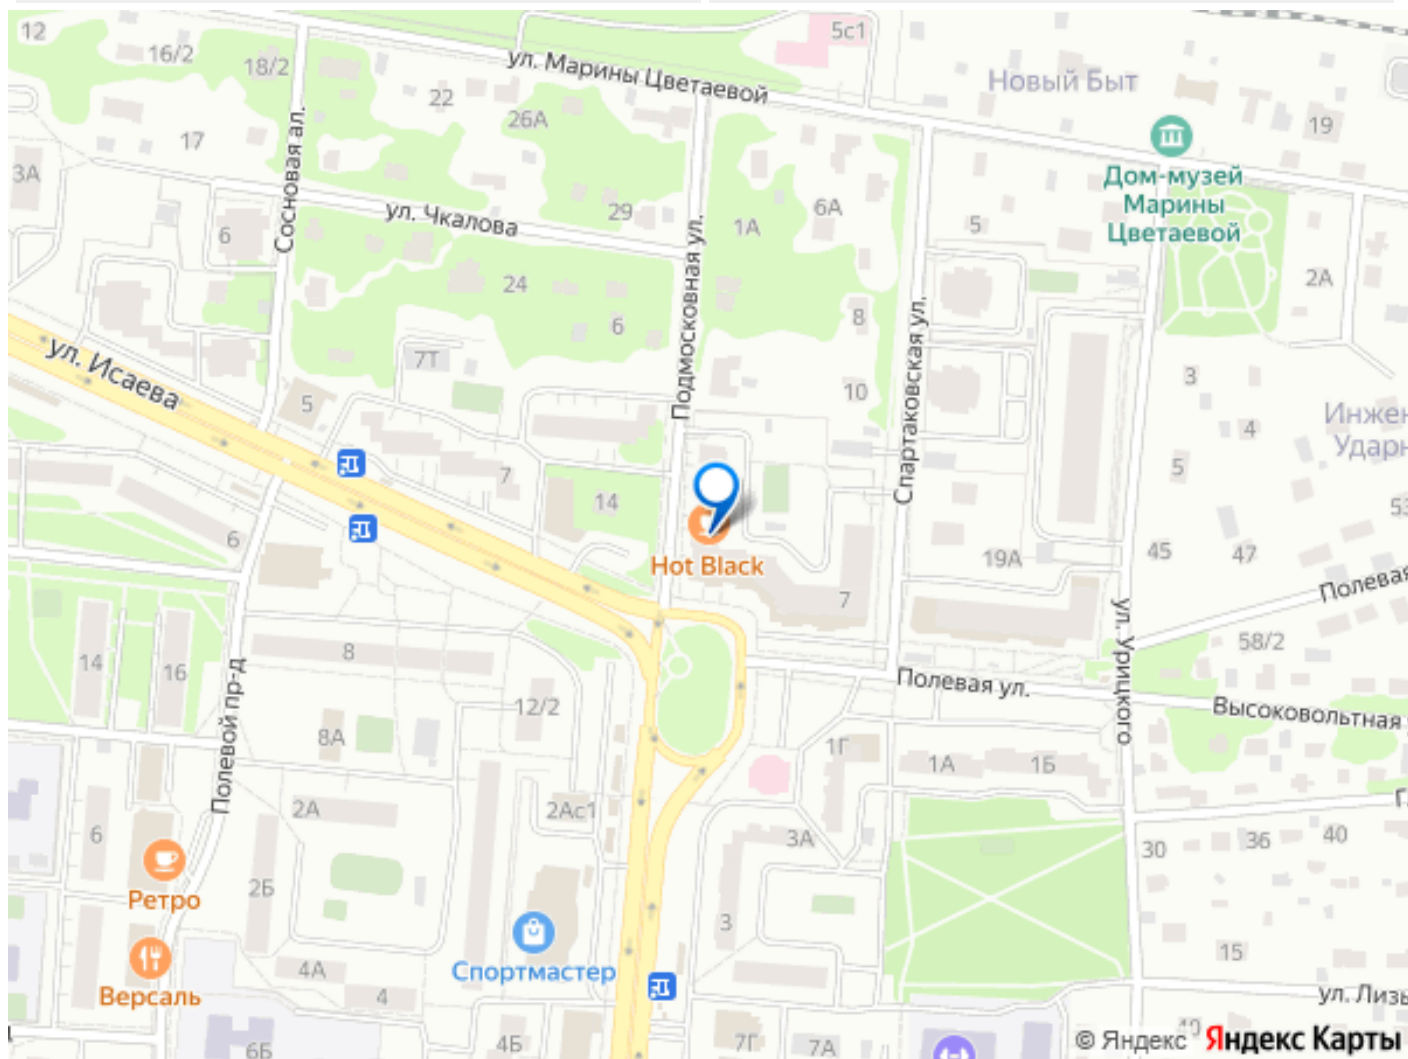 12
16/2
18/2
22
26А
17
3А
ул. Марины Цветаевой
5с1
Новый Быт
19
Дом-музей
Марины
Цветаевой
Сосновая ал.
ул. Чкалова
29
6
24
6
7Т
Подмосковная ул.
1А
6А
5
8
10
2А
Спартаковская ул.
3
4
5
ул. Исаева
5
7
14
Hot Black
7
19А
45
47
53
Полевая
58/2
ул. Урицкого
Полевая ул.
Высоковольтная
6
8
14
16
12/2
8А
Полевой пр-д
2А
2Ас1
6
2Б
Ретро
Версаль
4А
4
Спортмастер
4Б
6Б
1Г
1А
1Б
3А
3
7Г
7А
30
36
40
15
ул. Лизы
© Яндекс Яндекс Карты